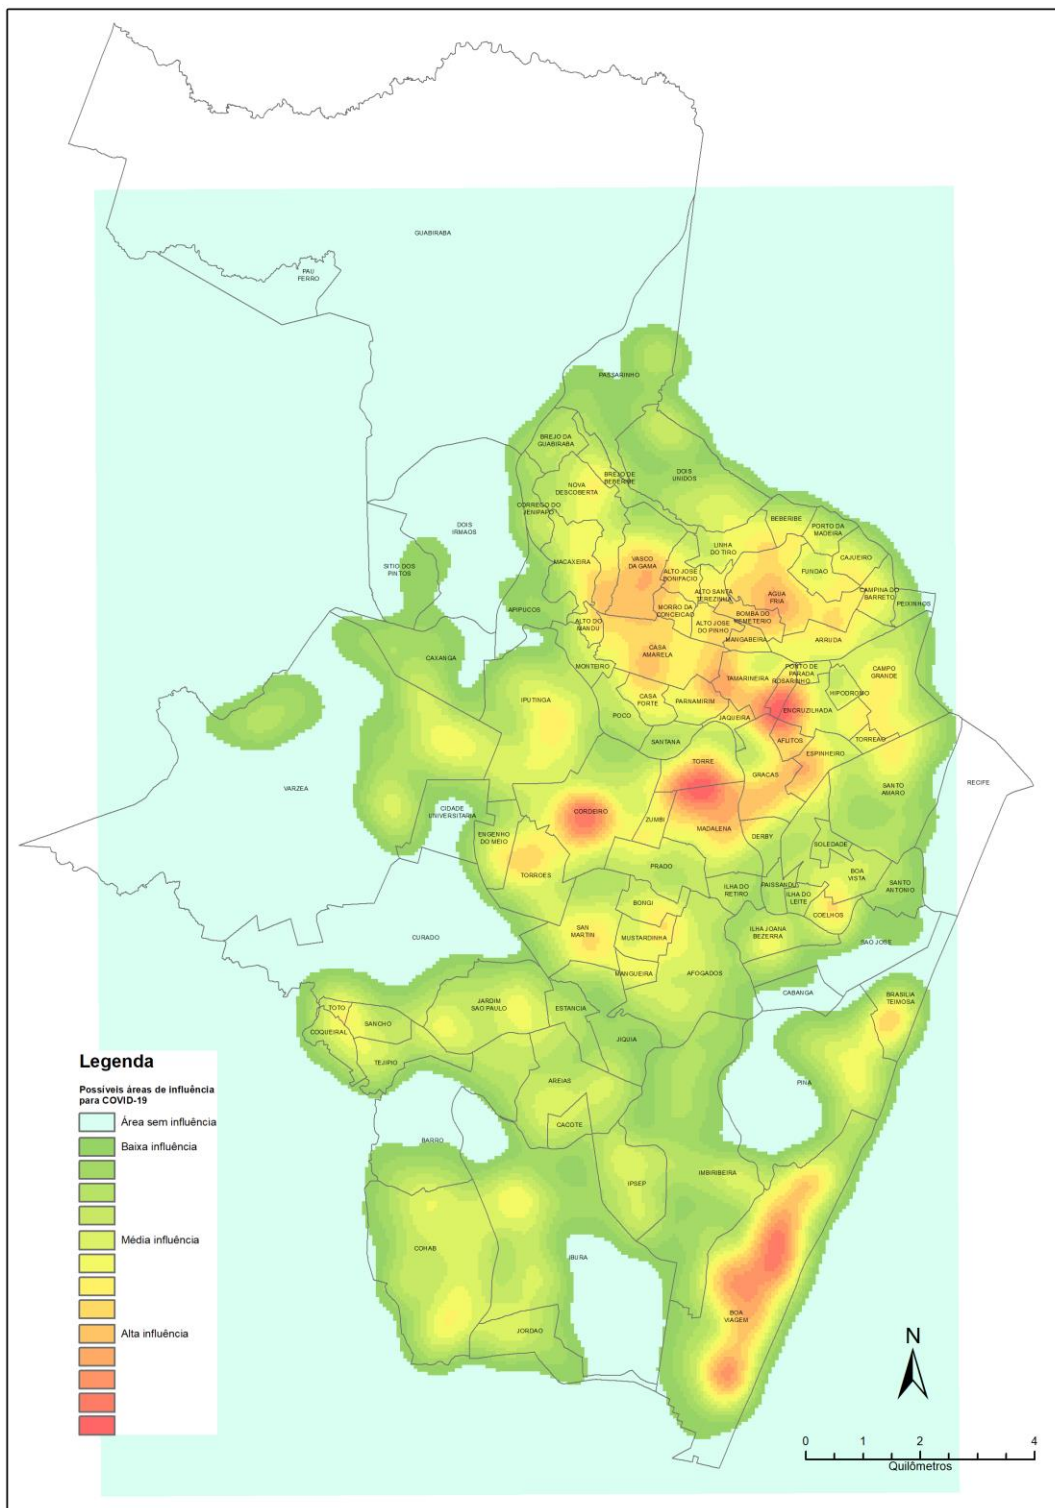 GUABIRABA
PAU
FERRO
PASSARINHO
BREJO DA
GUABIRABA
BREJO DE
BEBERIBE
DOIS
UNIDOS
NOVA
DESCOBERTA
CORREGO DO
JENIPAPO
DOIS
IRMAOS
BEBERIBE
PORTO DA
MADEIRA
LINHA
DO TIRO
CAJUEIRO
VASCO
DA GAMA
MACAXEIRA
SITIO DOS
PINTOS
ALTO JOSE
BONIFACIO
FUNDAO
AGUA
FRIA
CAMPINA DO
BARRETO
PEIXINHOS
ALTO SANTA
TEREZINHA
APIPUCOS
MORRO DA
CONCEICAO
BOMBA DO
HEMETERIO
ALTO DO
MANDU
ALTO JOSE
DO PINHO
MANGABEIRA
ARRUDA
CASA
AMARELA
CAXANGA
MONTEIRO
PONTO DE
PARADA
ROSARINHO
CAMPO
GRANDE
TAMARINEIRA
HIPODROMO
IPUTINGA
CASA
FORTE
PARNAMIRIM
ENCRUZILHADA
POCO
JAQUEIRA
SANTANA
AFLITOS
TORREAO
ESPINHEIRO
TORRE
GRACAS
RECIFE
VARZEA
SANTO
AMARO
CIDADE
UNIVERSITARIA
CORDEIRO
ZUMBI
MADALENA
ENGENHO
DO MEIO
DERBY
SOLEDADE
PRADO
TORROES
BOA
VISTA
PAISSANDU
SANTO
ANTONIO
ILHA DO
RETIRO
ILHA DO
LEITE
BONGI
COELHOS
SAN
MARTIN
MUSTARDINHA
ILHA JOANA
BEZERRA
CURADO
SAO JOSE
MANGUEIRA
AFOGADOS
CABANGA
BRASILIA
TEIMOSA
JARDIM
SAO PAULO
TOTO
ESTANCIA
SANCHO
COQUEIRAL
JIQUIA
TEJIPIO
AREIAS
PINA
CACOTE
BARRO
IMBIRIBEIRA
IPSEP
COHAB
IBURA
BOA
VIAGEM
JORDAO
Legenda
Possíveis áreas de influência
para COVID-19
Área sem influência
Baixa influência
Média influência
Alta influência
N
0 1 2 4
Quilômetros